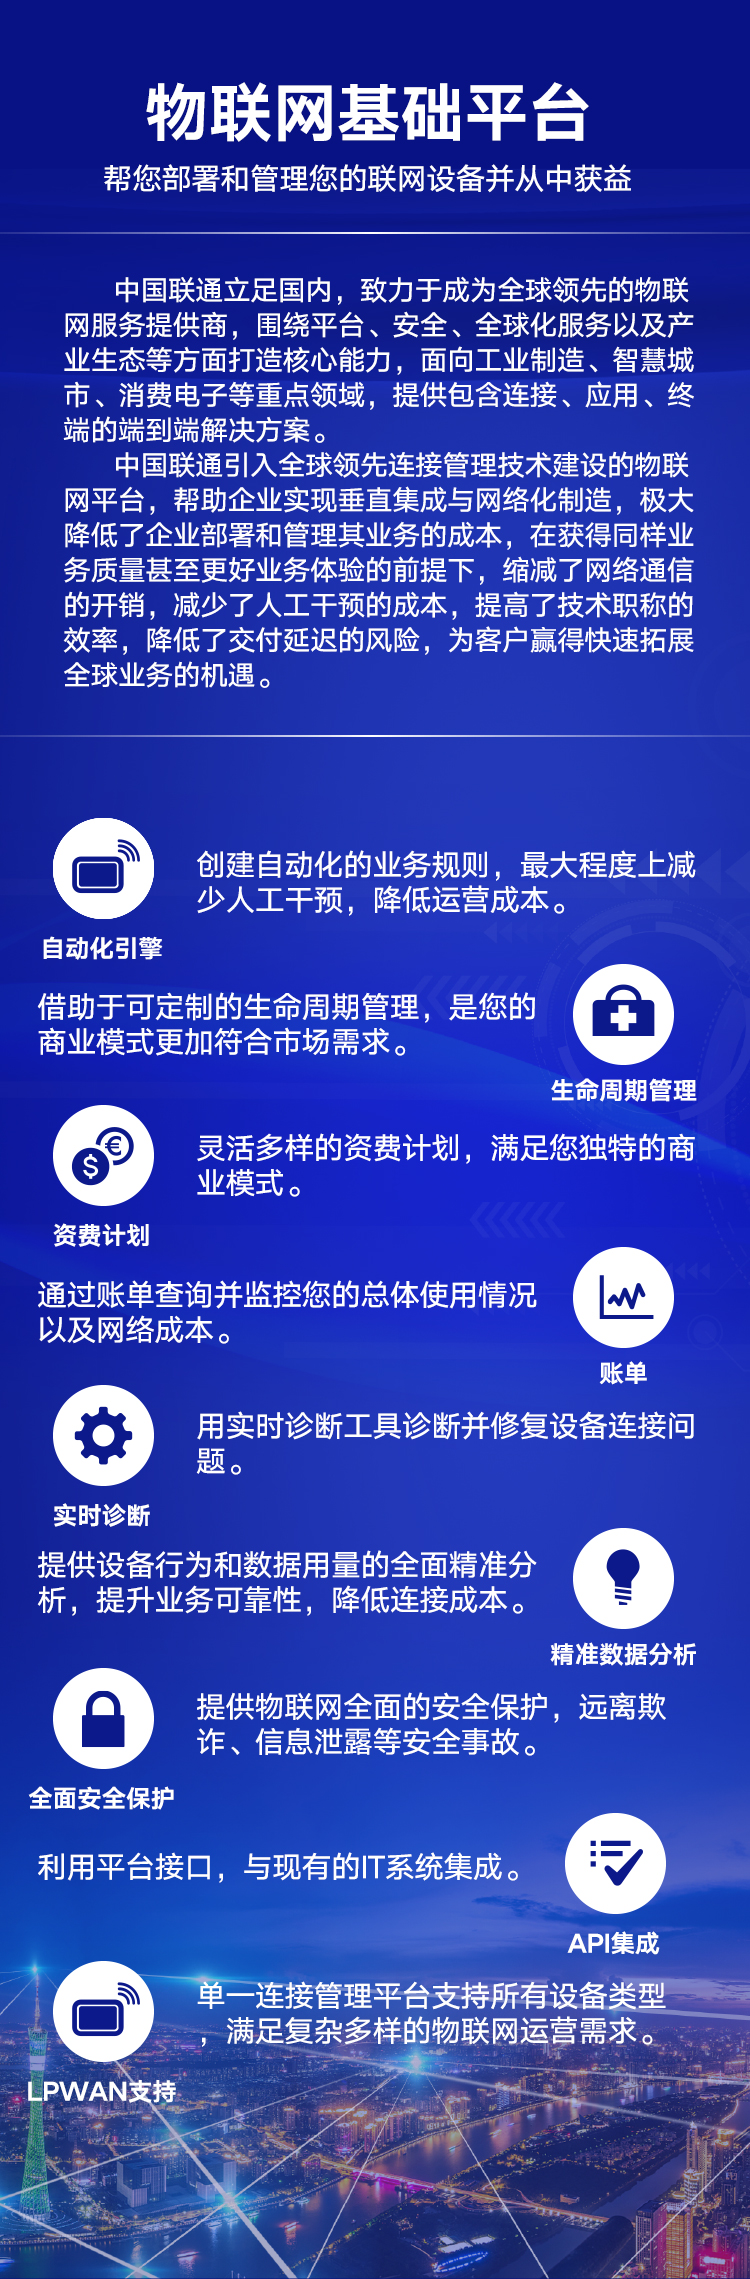 物联网基础平台
帮您部署和管理您的联网设备并从中获益
中国联通立足国内，致力于成为全球领先的物联
网服务提供商，围绕平台、安全、全球化服务以及产
业生态等方面打造核心能力，面向工业制造、智慧城
市、消费电子等重点领域，提供包含连接、应用、终
端的端到端解决方案。
中国联通引入全球领先连接管理技术建设的物联
网平台，帮助企业实现垂直集成与网络化制造，极大
降低了企业部署和管理其业务的成本，在获得同样业
务质量甚至更好业务体验的前提下，缩减了网络通信
的开销，减少了人工干预的成本，提高了技术职称的
效率，降低了交付延迟的风险，为客户赢得快速拓展
全球业务的机遇。
创建自动化的业务规则，最大程度上减
少人工干预，降低运营成本。
自动化引擎
借助于可定制的生命周期管理，是您的
商业模式更加符合市场需求。
生命周期管理
灵活多样的资费计划，满足您独特的商
业模式。
资费计划
通过账单查询并监控您的总体使用情况
以及网络成本。
账单
用实时诊断工具诊断并修复设备连接问
题。
实时诊断
提供设备行为和数据用量的全面精准分
析，提升业务可靠性，降低连接成本。
精准数据分析
提供物联网全面的安全保护，远离欺
诈、信息泄露等安全事故。
全面安全保护
利用平台接口，与现有的IT系统集成。
API集成
单一连接管理平台支持所有设备类型
，满足复杂多样的物联网运营需求。
LPWAN支持